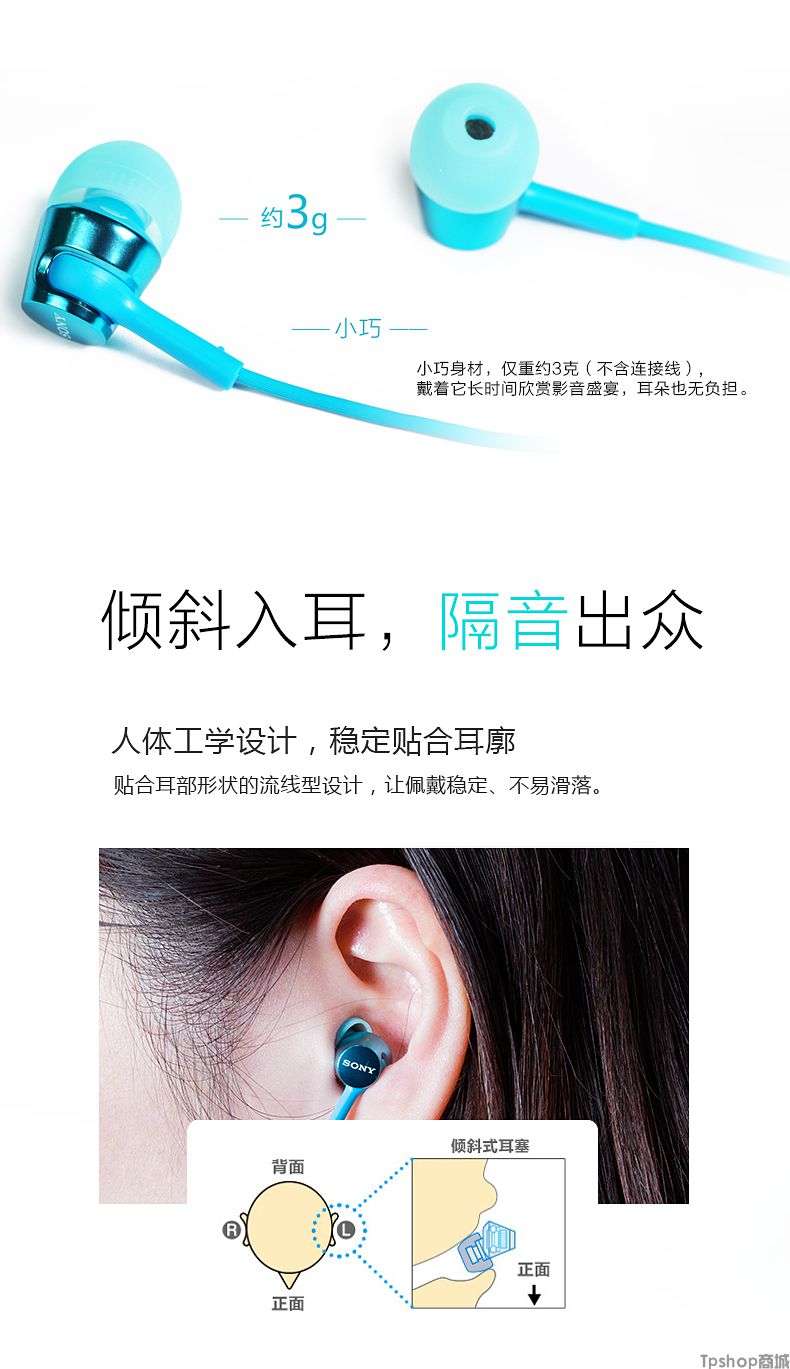 约3g
SONY
小巧
小巧身材，仅重约3克（不含连接线），
戴着它长时间欣赏影音盛宴，耳朵也无负担。
倾斜入耳，隔音出众
人体工学设计，稳定贴合耳廓
贴合耳部形状的流线型设计，让佩戴稳定、不易滑落。
SONY
倾斜式耳塞
背面
R
L
正面
正面
Tpshop商城